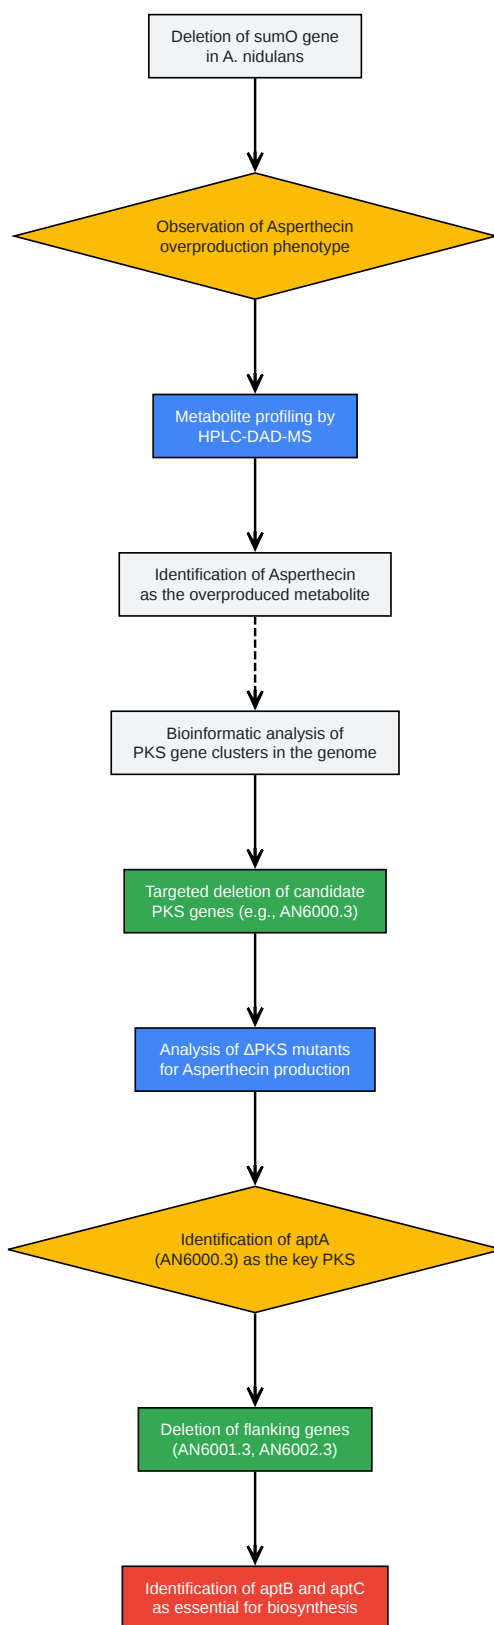 Deletion of sumO gene
in A. nidulans
Observation of Asperthecin
overproduction phenotype
Metabolite profiling by
HPLC-DAD-MS
Identification of Asperthecin
as the overproduced metabolite
Bioinformatic analysis of
PKS gene clusters in the genome
Targeted deletion of candidate
PKS genes (e.g., AN6000.3)
Analysis of ΔPKS mutants
for Asperthecin production
Identification of aptA
(AN6000.3) as the key PKS
Deletion of flanking genes
(AN6001.3, AN6002.3)
Identification of aptB and aptC
as essential for biosynthesis